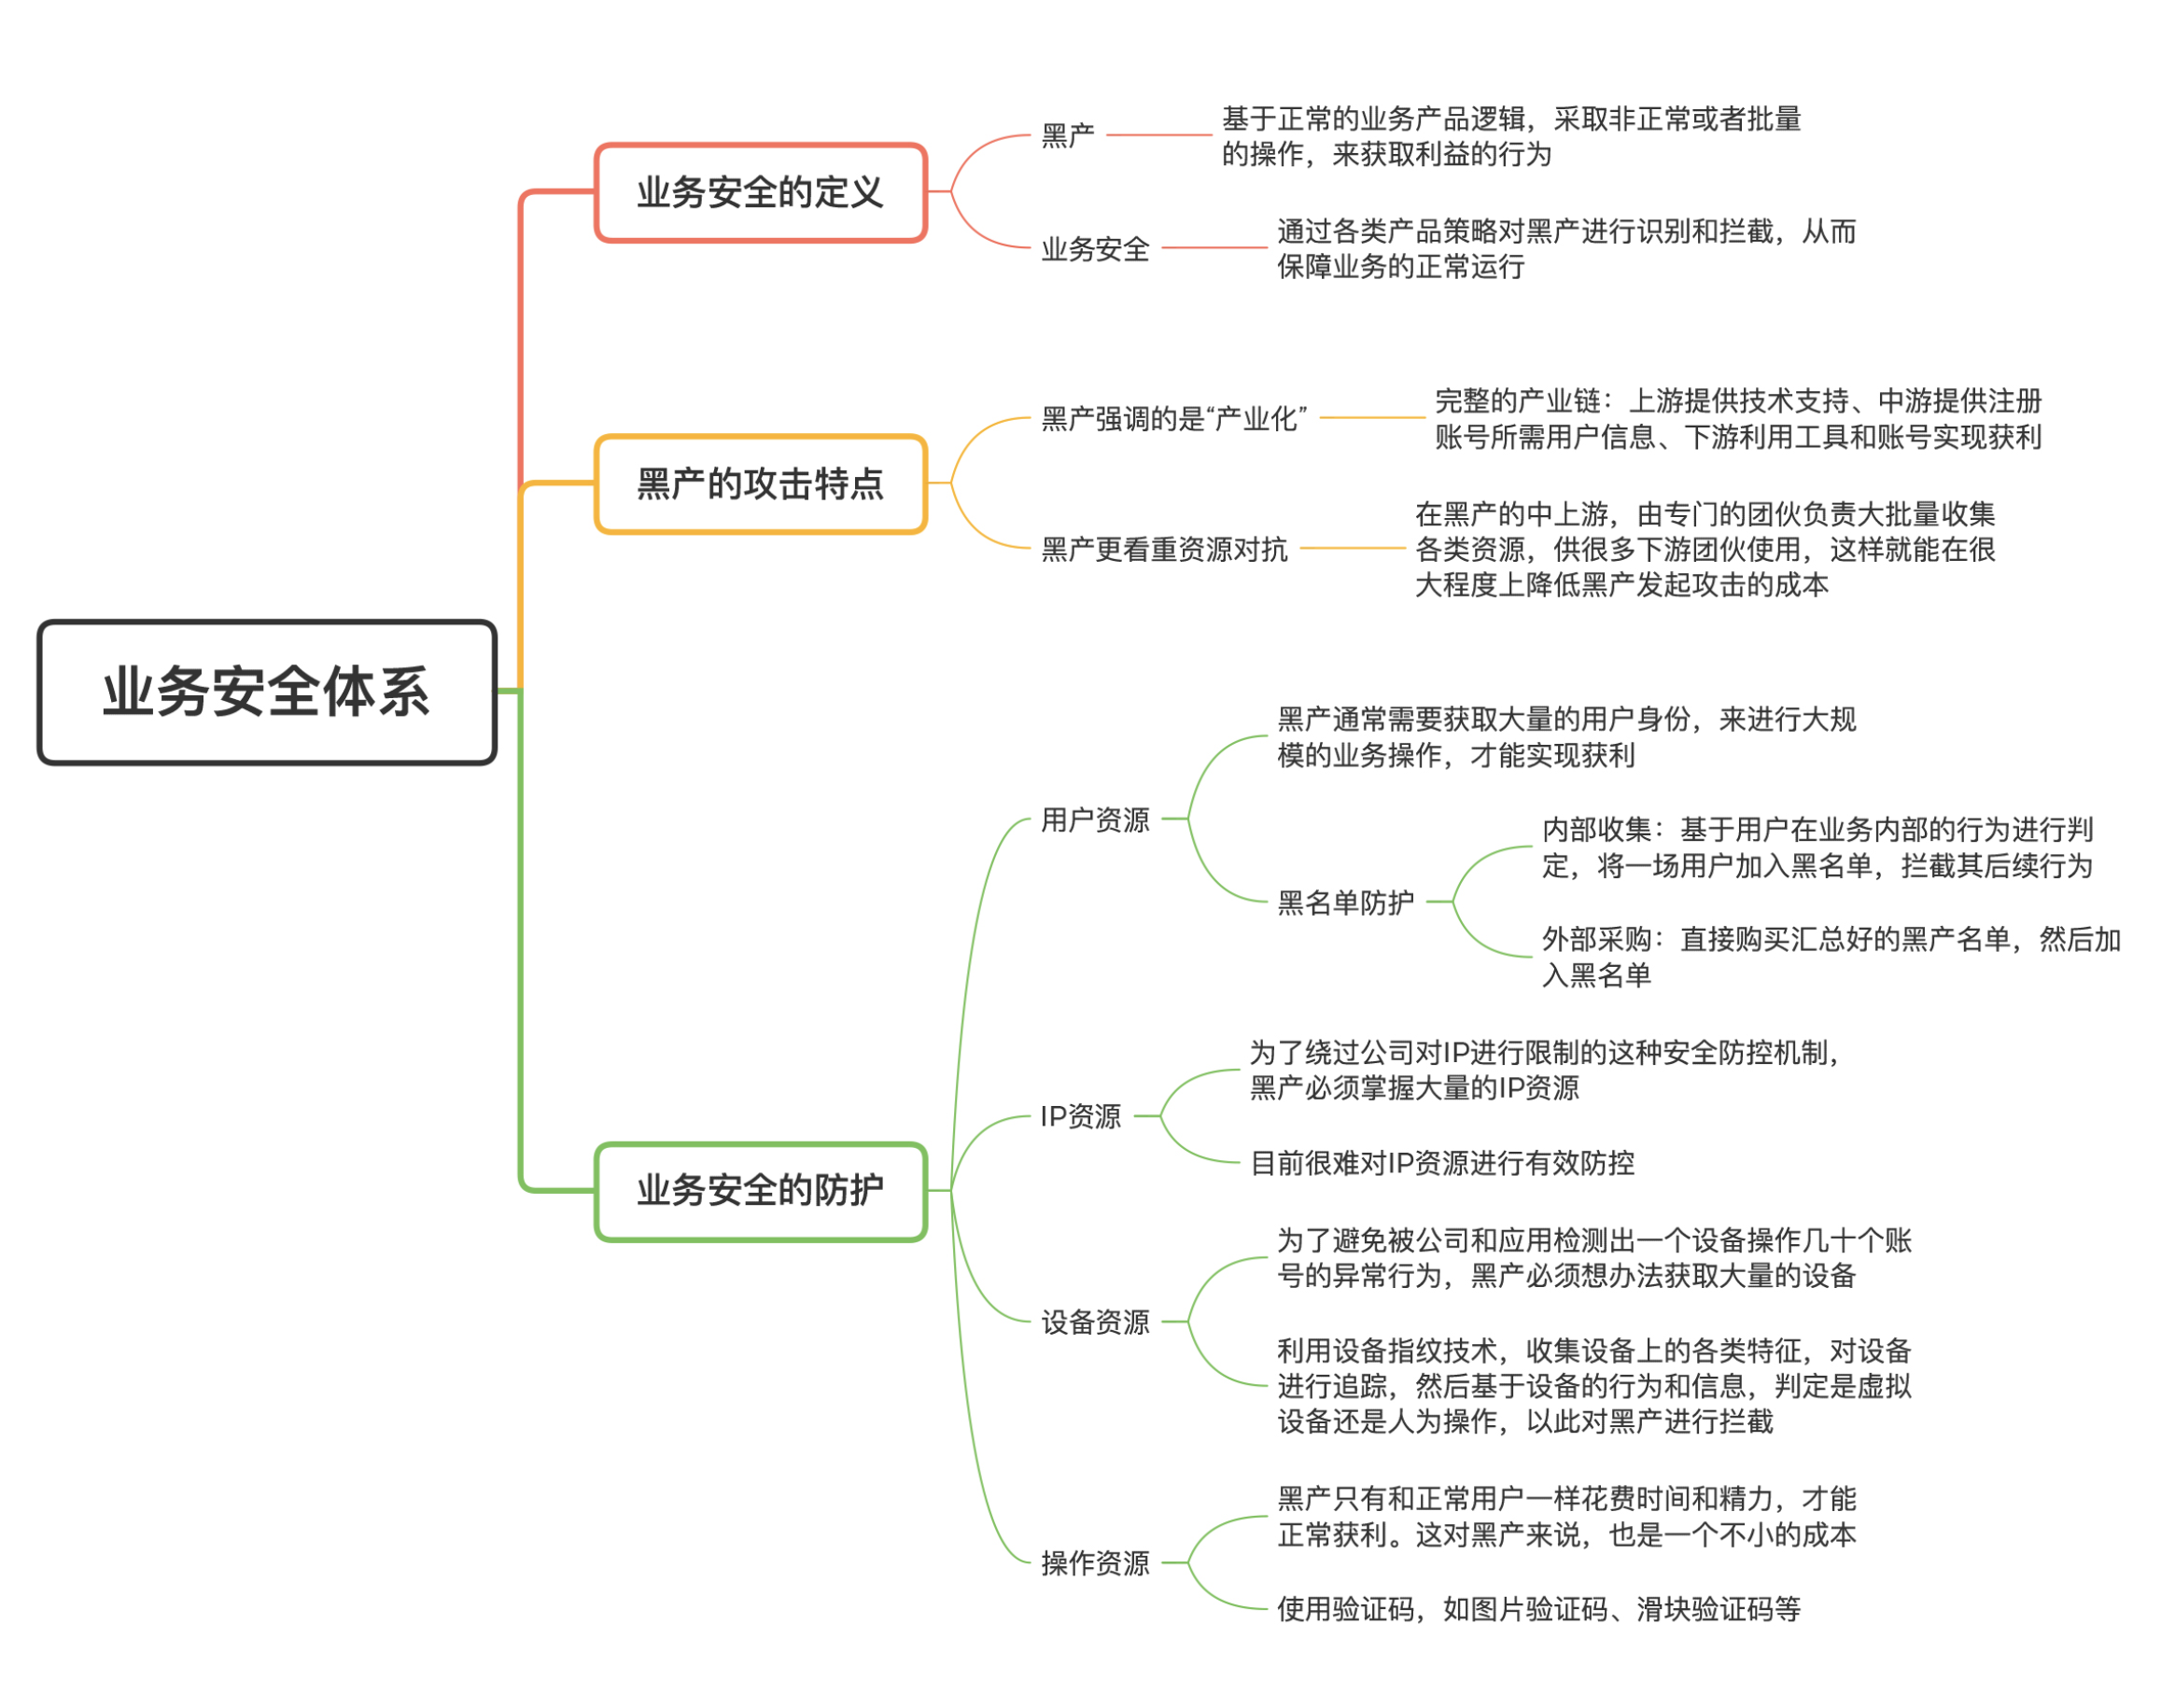 业务安全体系
业务安全的定义
黑产
基于正常的业务产品逻辑，采取非正常或者批量
的操作，来获取利益的行为
业务安全
通过各类产品策略对黑产进行识别和拦截，从而
保障业务的正常运行
黑产的攻击特点
黑产强调的是“产业化”
完整的产业链：上游提供技术支持、中游提供注册
账号所需用户信息、下游利用工具和账号实现获利
黑产更看重资源对抗
在黑产的中上游，由专门的团伙负责大批量收集
各类资源，供很多下游团伙使用，这样就能在很
大程度上降低黑产发起攻击的成本
业务安全的防护
用户资源
黑产通常需要获取大量的用户身份，来进行大规
模的业务操作，才能实现获利
黑名单防护
内部收集：基于用户在业务内部的行为进行判
定，将一场用户加入黑名单，拦截其后续行为
外部采购：直接购买汇总好的黑产名单，然后加
入黑名单
IP资源
为了绕过公司对IP进行限制的这种安全防控机制，
黑产必须掌握大量的IP资源
目前很难对IP资源进行有效防控
设备资源
为了避免被公司和应用检测出一个设备操作几十个账
号的异常行为，黑产必须想办法获取大量的设备
利用设备指纹技术，收集设备上的各类特征，对设备
进行追踪，然后基于设备的行为和信息，判定是虚拟
设备还是人为操作，以此对黑产进行拦截
操作资源
黑产只有和正常用户一样花费时间和精力，才能
正常获利。这对黑产来说，也是一个不小的成本
使用验证码，如图片验证码、滑块验证码等